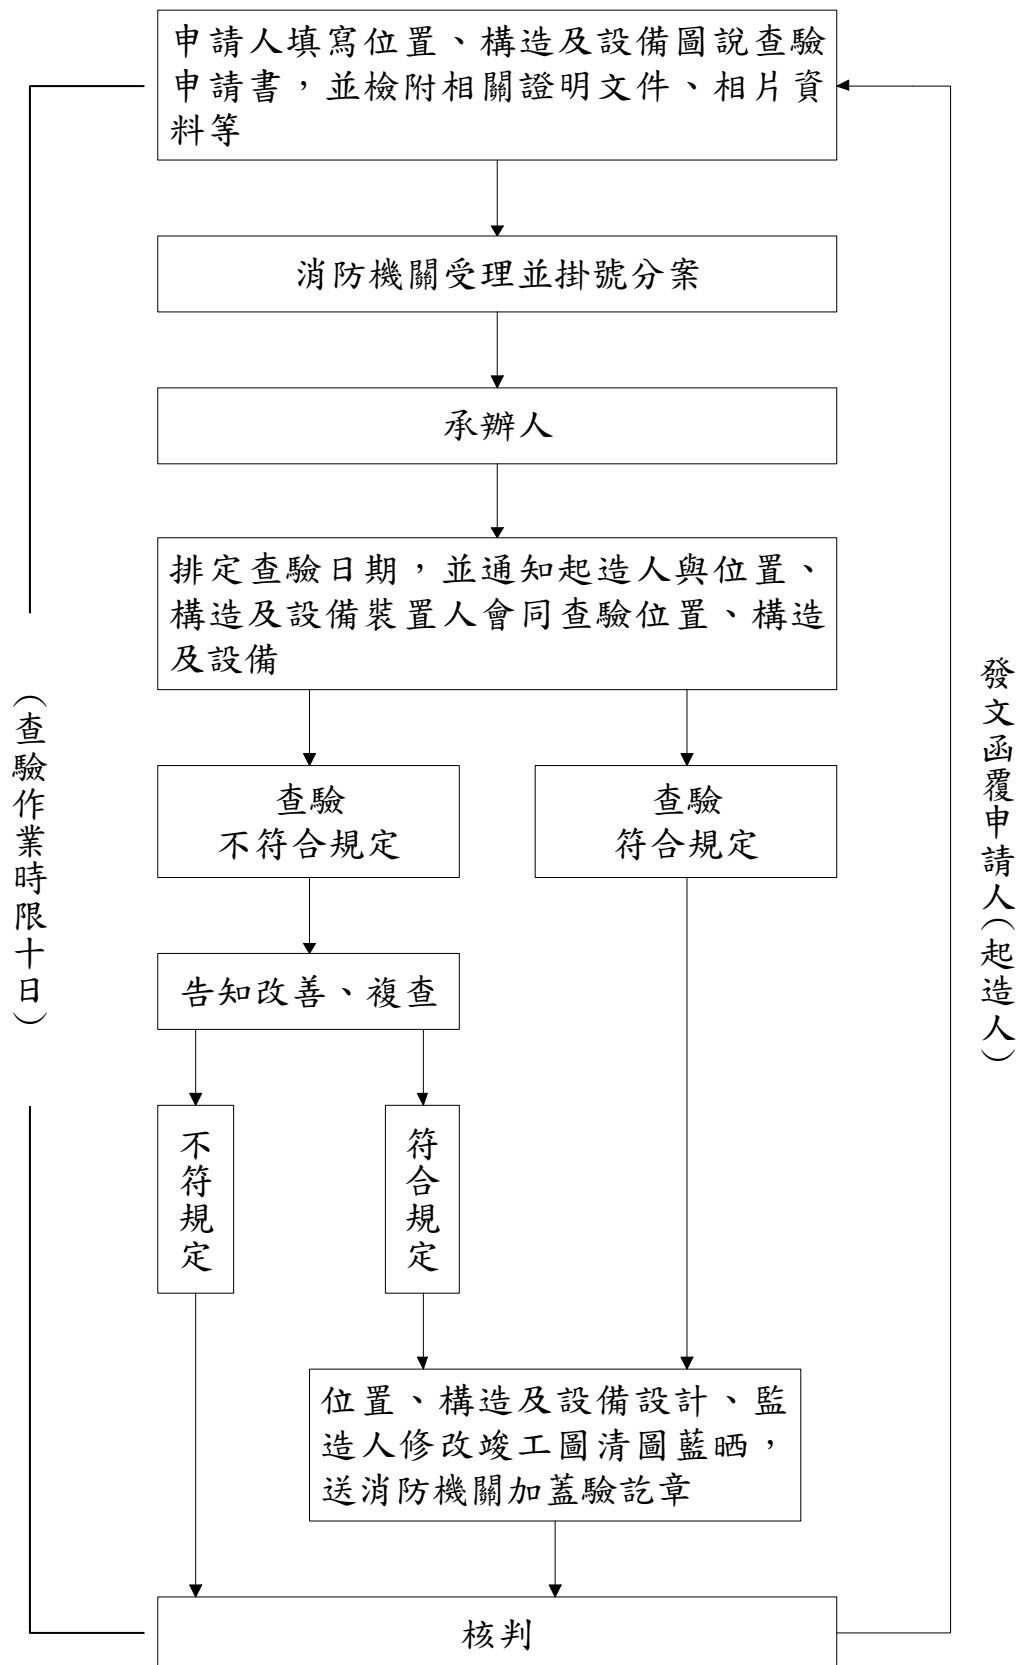 申請人填寫位置、構造及設備圖說查驗
申請書，並檢附相關證明文件、相片資
料等
消防機關受理並掛號分案
承辦人
排定查驗日期，並通知起造人與位置、
構造及設備裝置人會同查驗位置、構造
及設備
查驗
不符合規定
查驗
符合規定
告知改善、複查
不符規定
符合規定
位置、構造及設備設計、監
造人修改竣工圖清圖藍晒，
送消防機關加蓋驗訖章
核判
（查驗作業時限十日）
發文函覆申請人（起造人）